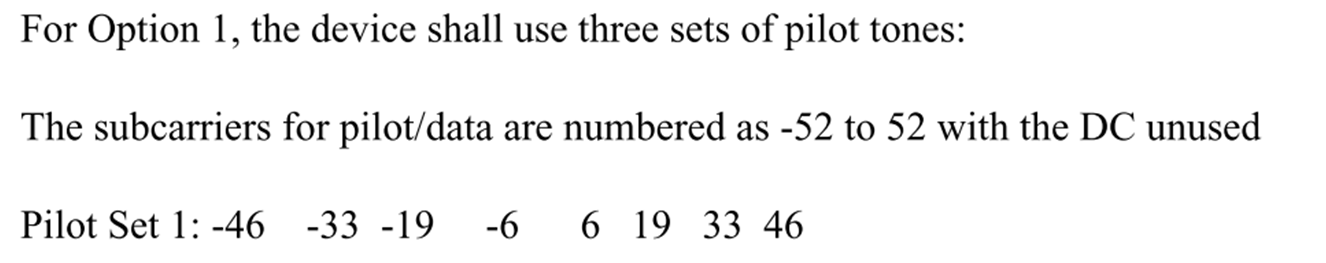 For Option 1, the device shall use three sets of pilot tones:
The subcarriers for pilot/data are numbered as -52 to 52 with the DC unused
Pilot Set 1: -46 -33 -19 -6 6 19 33 46